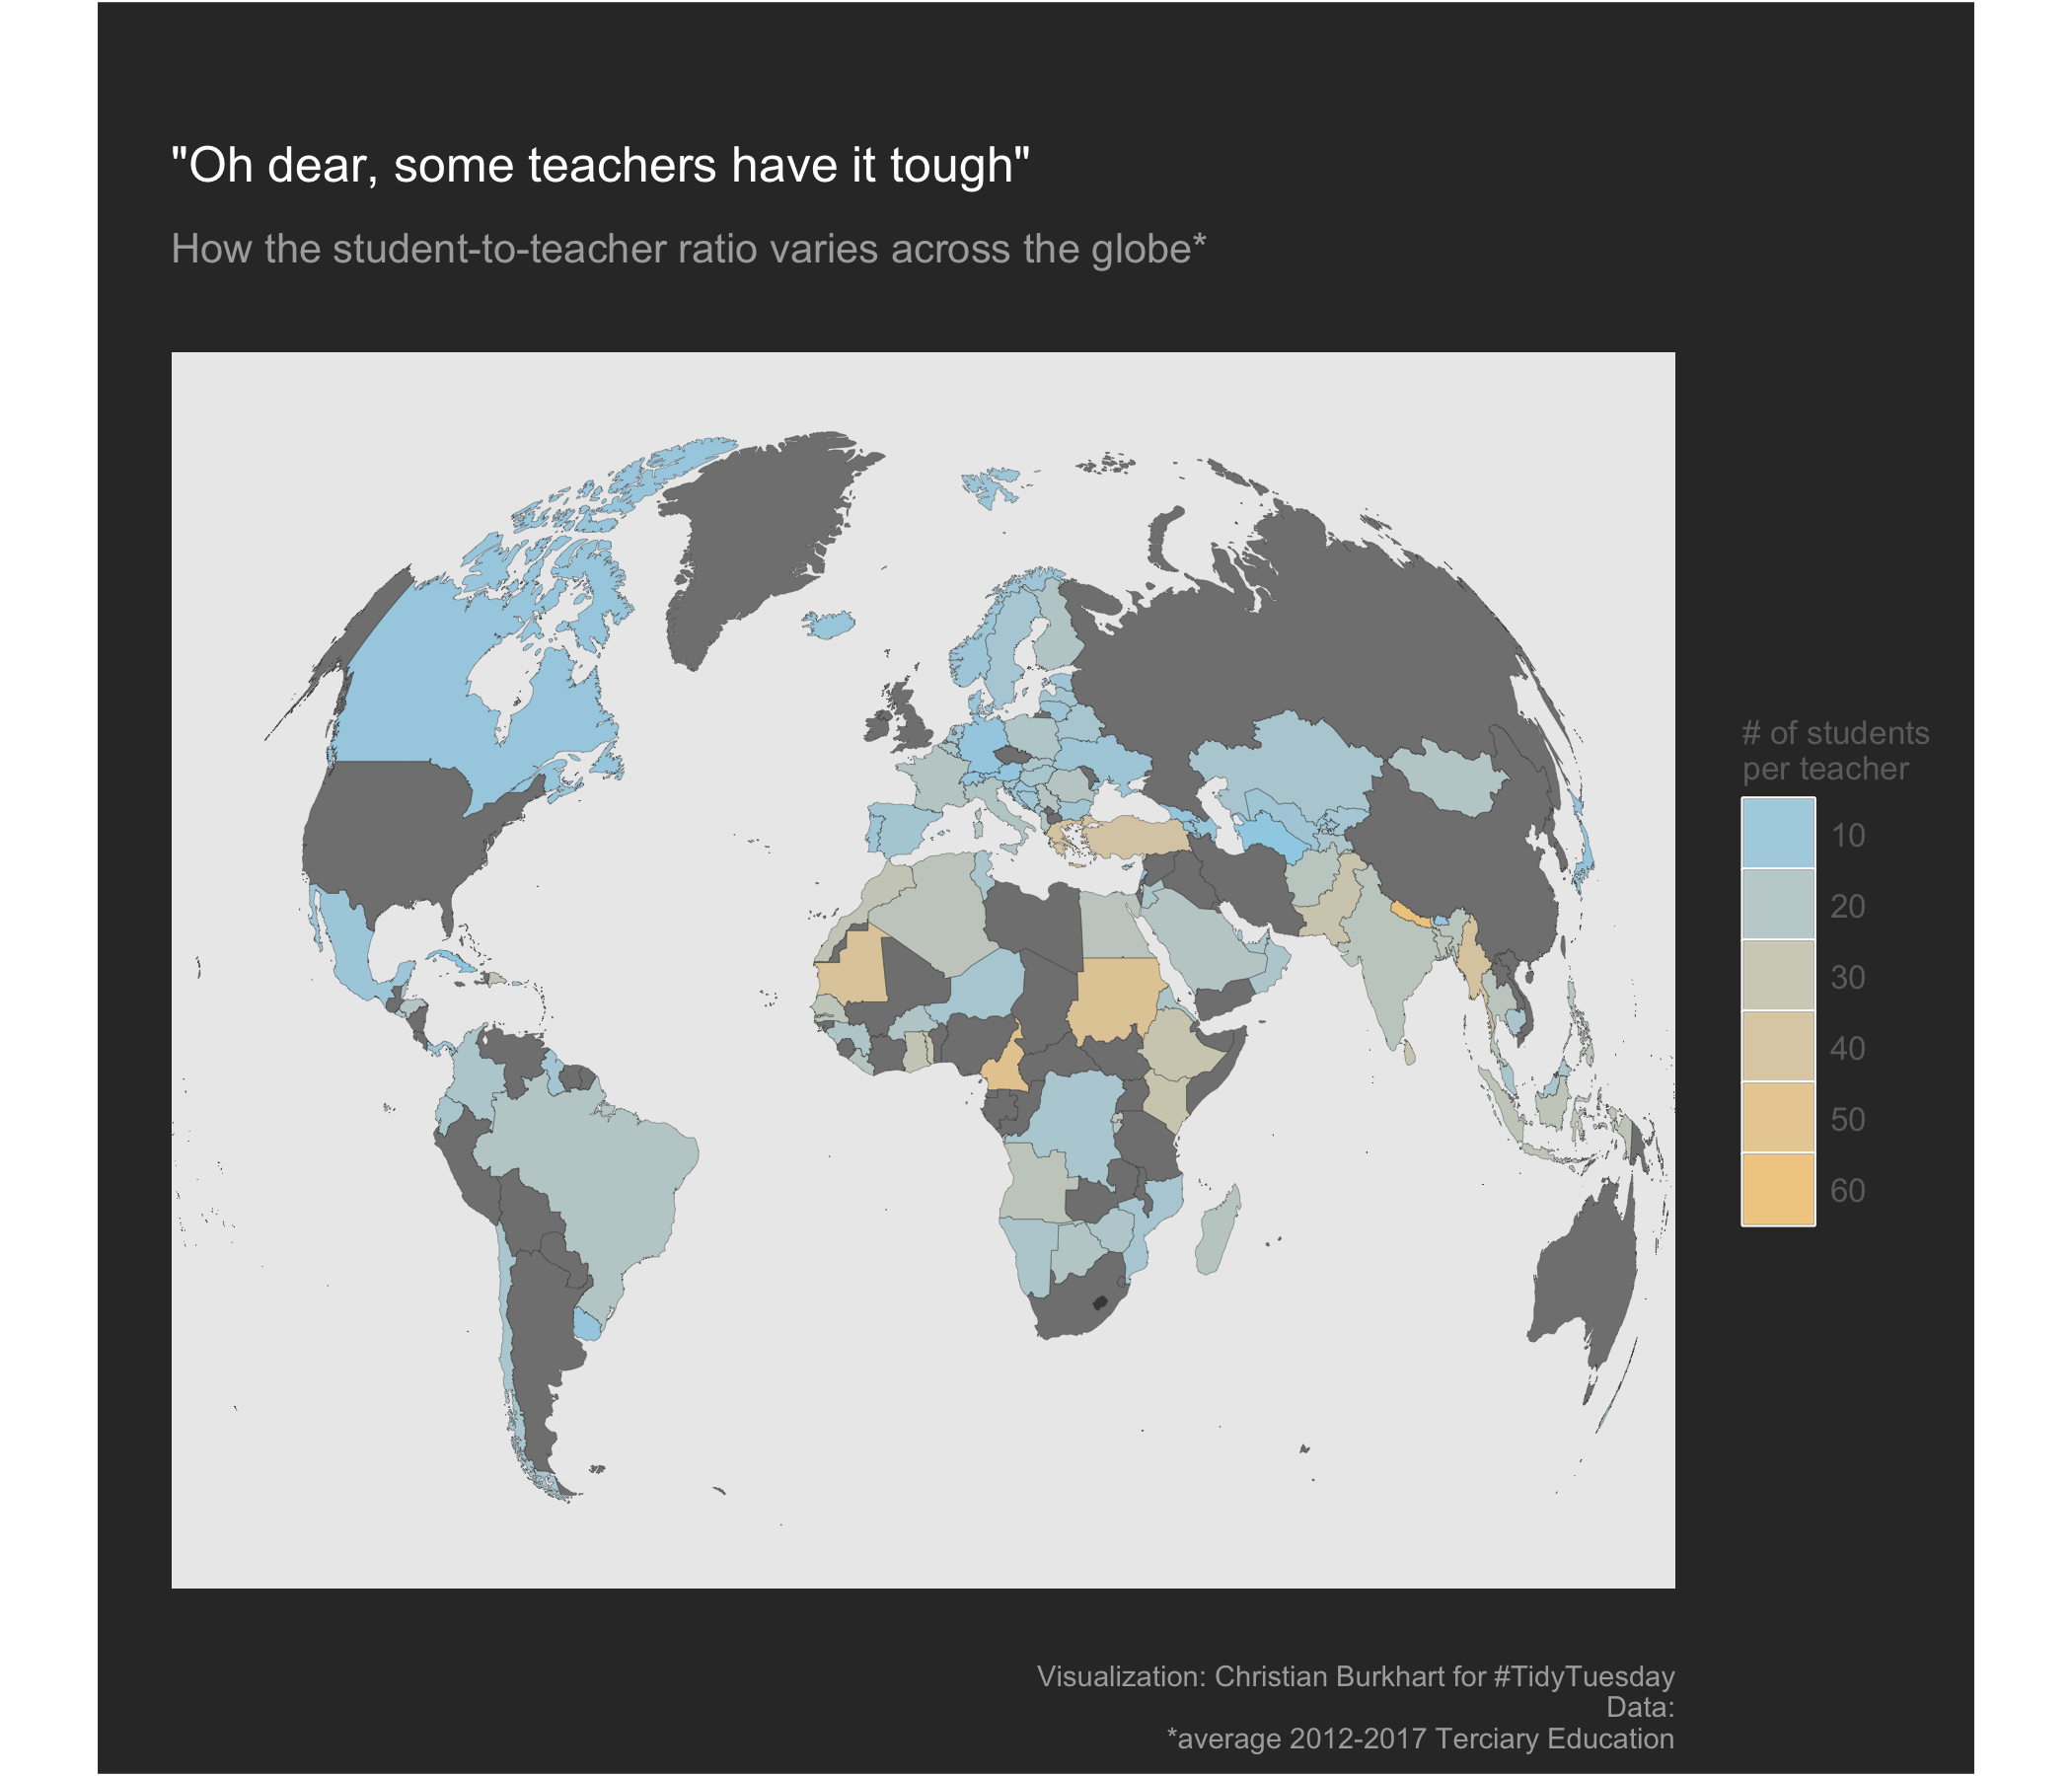 "Oh dear, some teachers have it tough"
How the student-to-teacher ratio varies across the globe*
# of students
per teacher
10
20
30
40
50
60
Visualization: Christian Burkhart for #TidyTuesday
Data:
*average 2012-2017 Terciary Education